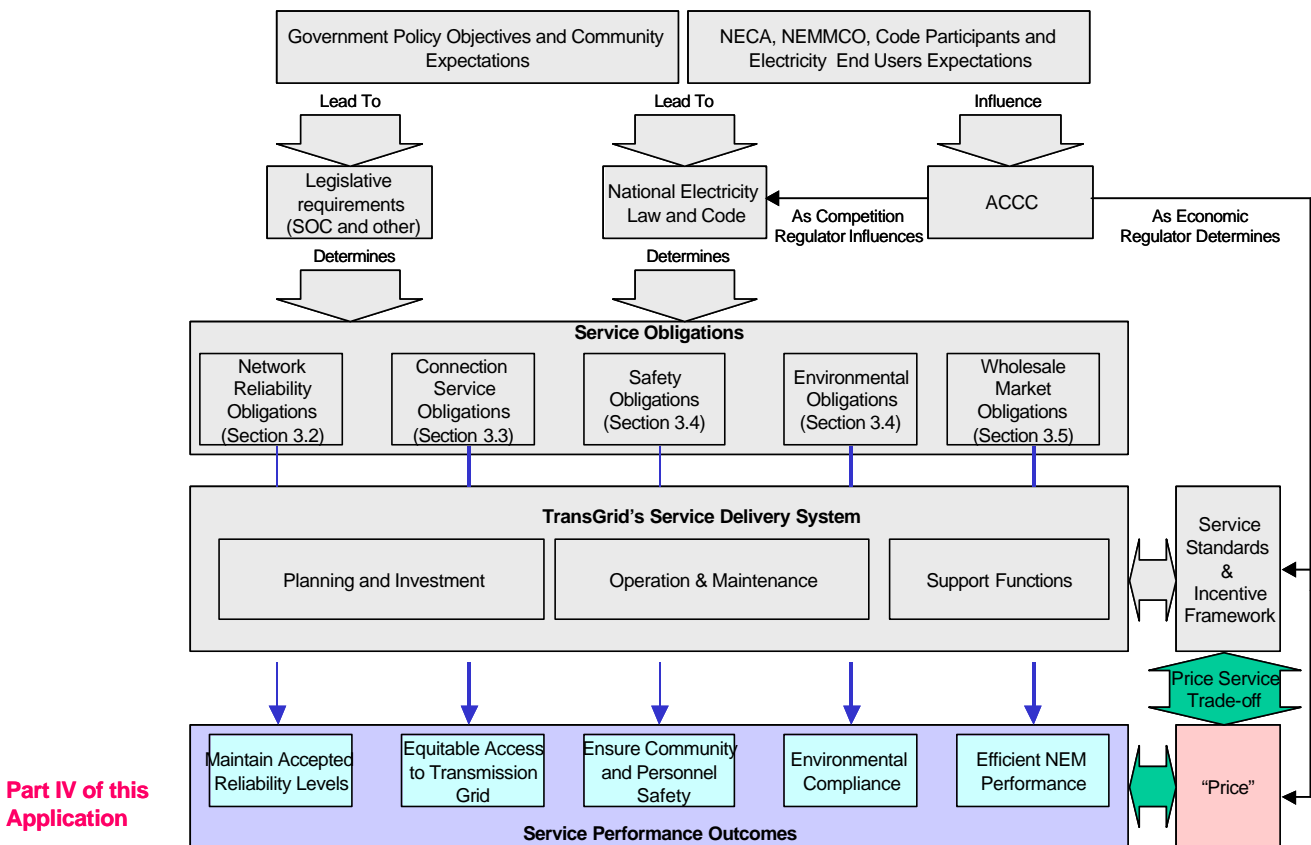 Government Policy Objectives and Community
Expectations
NECA, NEMMCO, Code Participants and
Electricity End Users Expectations
Lead To
Lead To
Influence
Legislative
requirements
(SOC and other)
National Electricity
Law and Code
ACCC
As Competition
Regulator Influences
As Economic
Regulator Determines
Determines
Determines
Service Obligations
Network
Reliability
Obligations
(Section 3.2)
Connection
Service
Obligations
(Section 3.3)
Safety
Obligations
(Section 3.4)
Environmental
Obligations
(Section 3.4)
Wholesale
Market
Obligations
(Section 3.5)
TransGrid's Service Delivery System
Planning and Investment
Operation & Maintenance
Support Functions
Service
Standards
&
Incentive
Framework
Price Service
Trade-off
Maintain Accepted
Reliability Levels
Equitable Access
to Transmission
Grid
Ensure Community
and Personnel
Safety
Environmental
Compliance
Efficient NEM
Performance
“Price”
Part IV of this
Application
Service Performance Outcomes